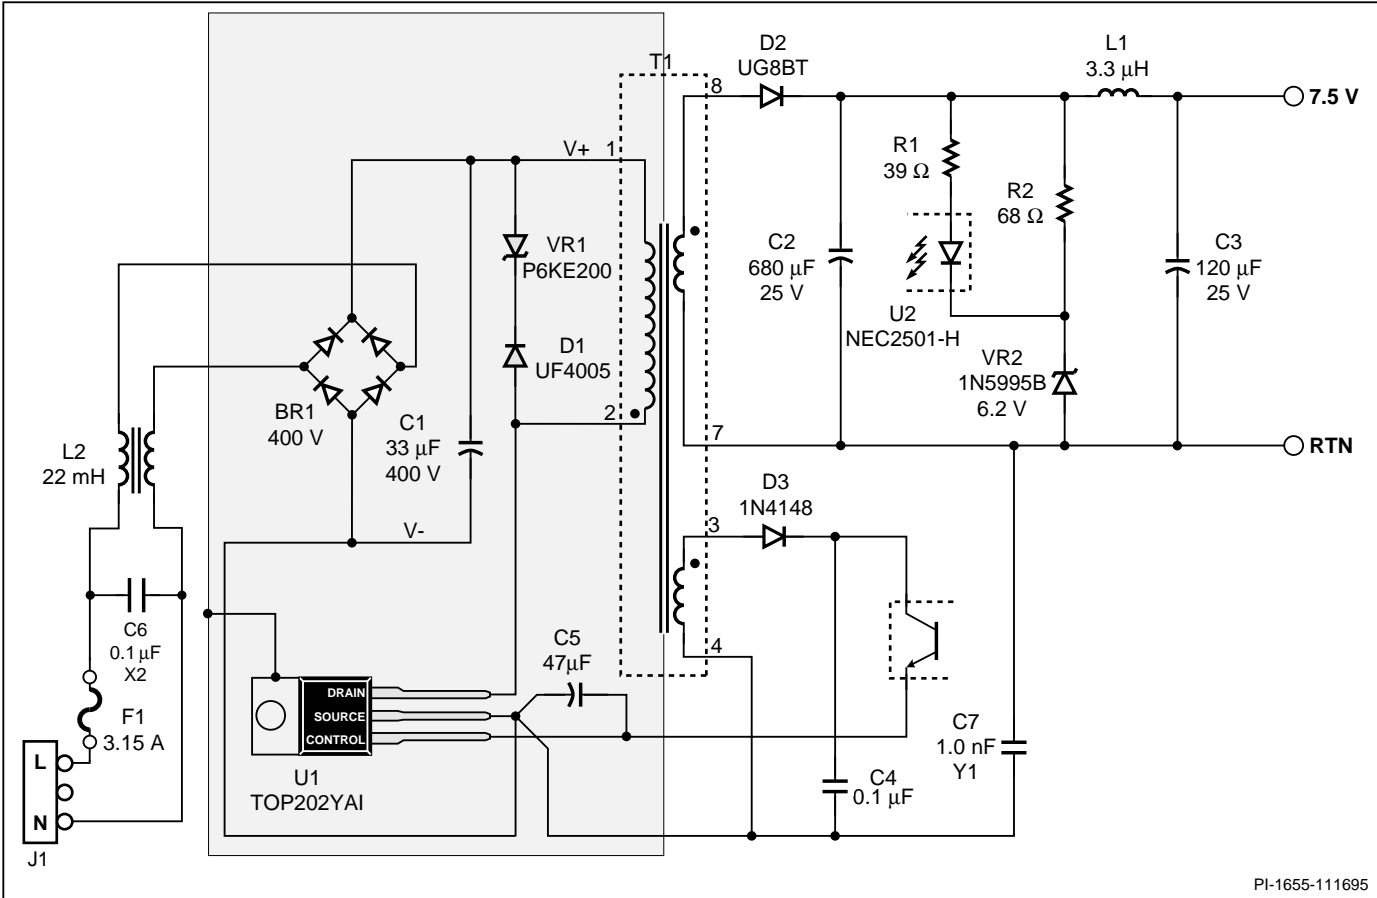 D2
UG8BT
L1
3.3 μH
T1
8
7.5 V
V+
1
R1
39 Ω
R2
68 Ω
VR1
P6KE200
C2
680 μF
25 V
C3
120 μF
25 V
U2
NEC2501-H
D1
UF4005
VR2
1N5995B
6.2 V
BR1
400 V
C1
33 μF
400 V
2
7
RTN
L2
22 mH
D3
1N4148
V-
3
C6
0.1 μF
X2
C5
47μF
4
DRAIN
SOURCE
CONTROL
F1
3.15 A
C7
1.0 nF
Y1
L
N
J1
U1
TOP202YAI
C4
0.1 μF
PI-1655-111695